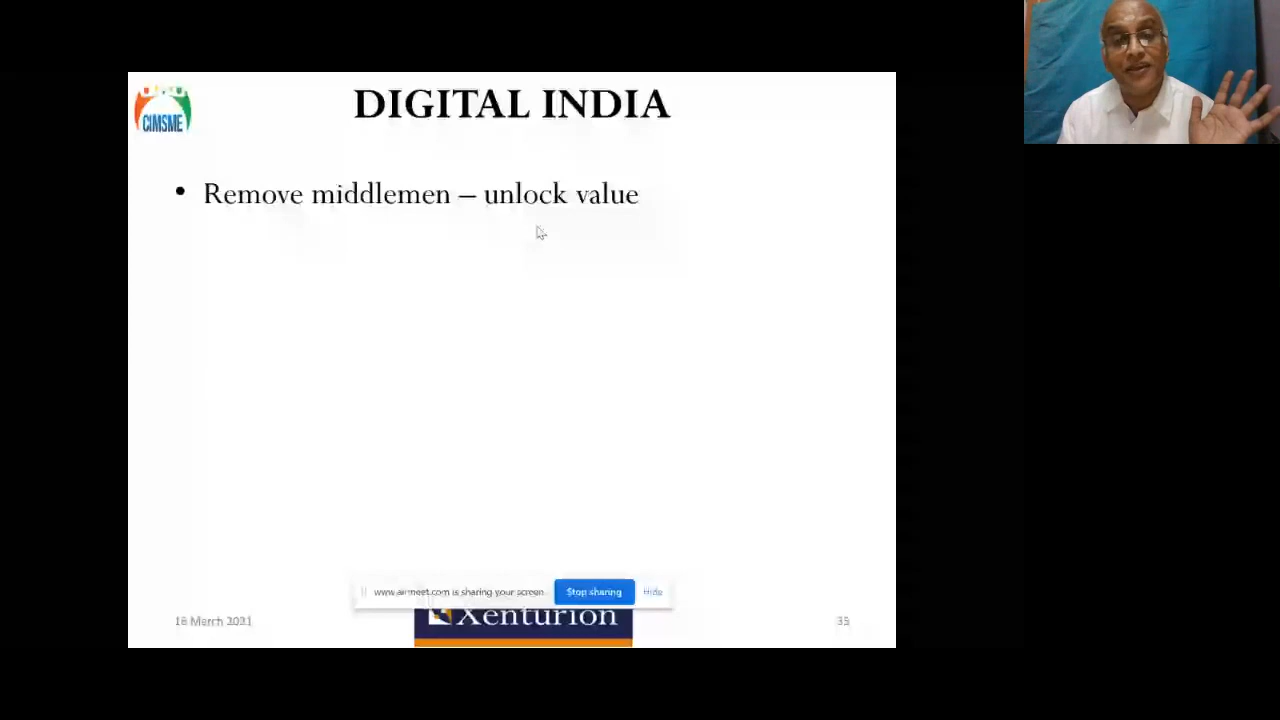 CIMSME
DIGITAL INDIA
• Remove middlemen – unlock value
www.airmeet.com is sharing your screen.
Stop sharing
Hide
16 March 2021
Xenturion
35